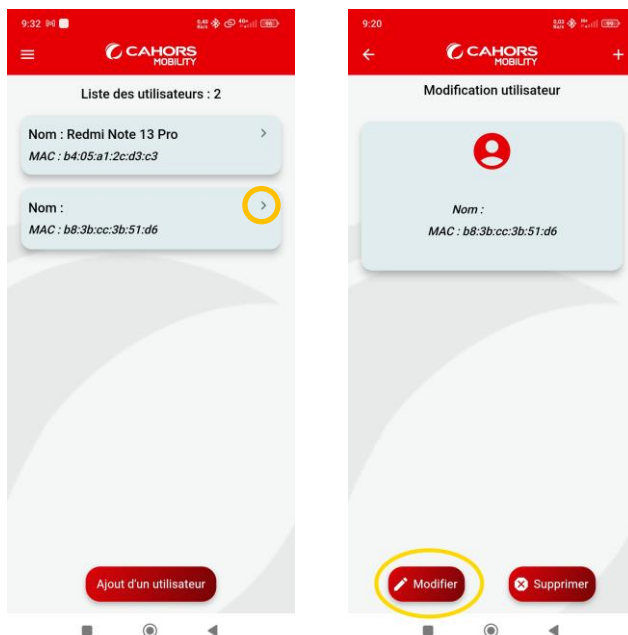 9:32
CAHORS
MOBILITY
Liste des utilisateurs : 2
Nom : Redmi Note 13 Pro
MAC : b4:05:a1:2c:d3:c3
Nom :
MAC : b8:3b:cc:3b:51:d6
Ajout d'un utilisateur
9:20
CAHORS
MOBILITY
Modification utilisateur
Nom :
MAC : b8:3b:cc:3b:51:d6
Modifier
Supprimer